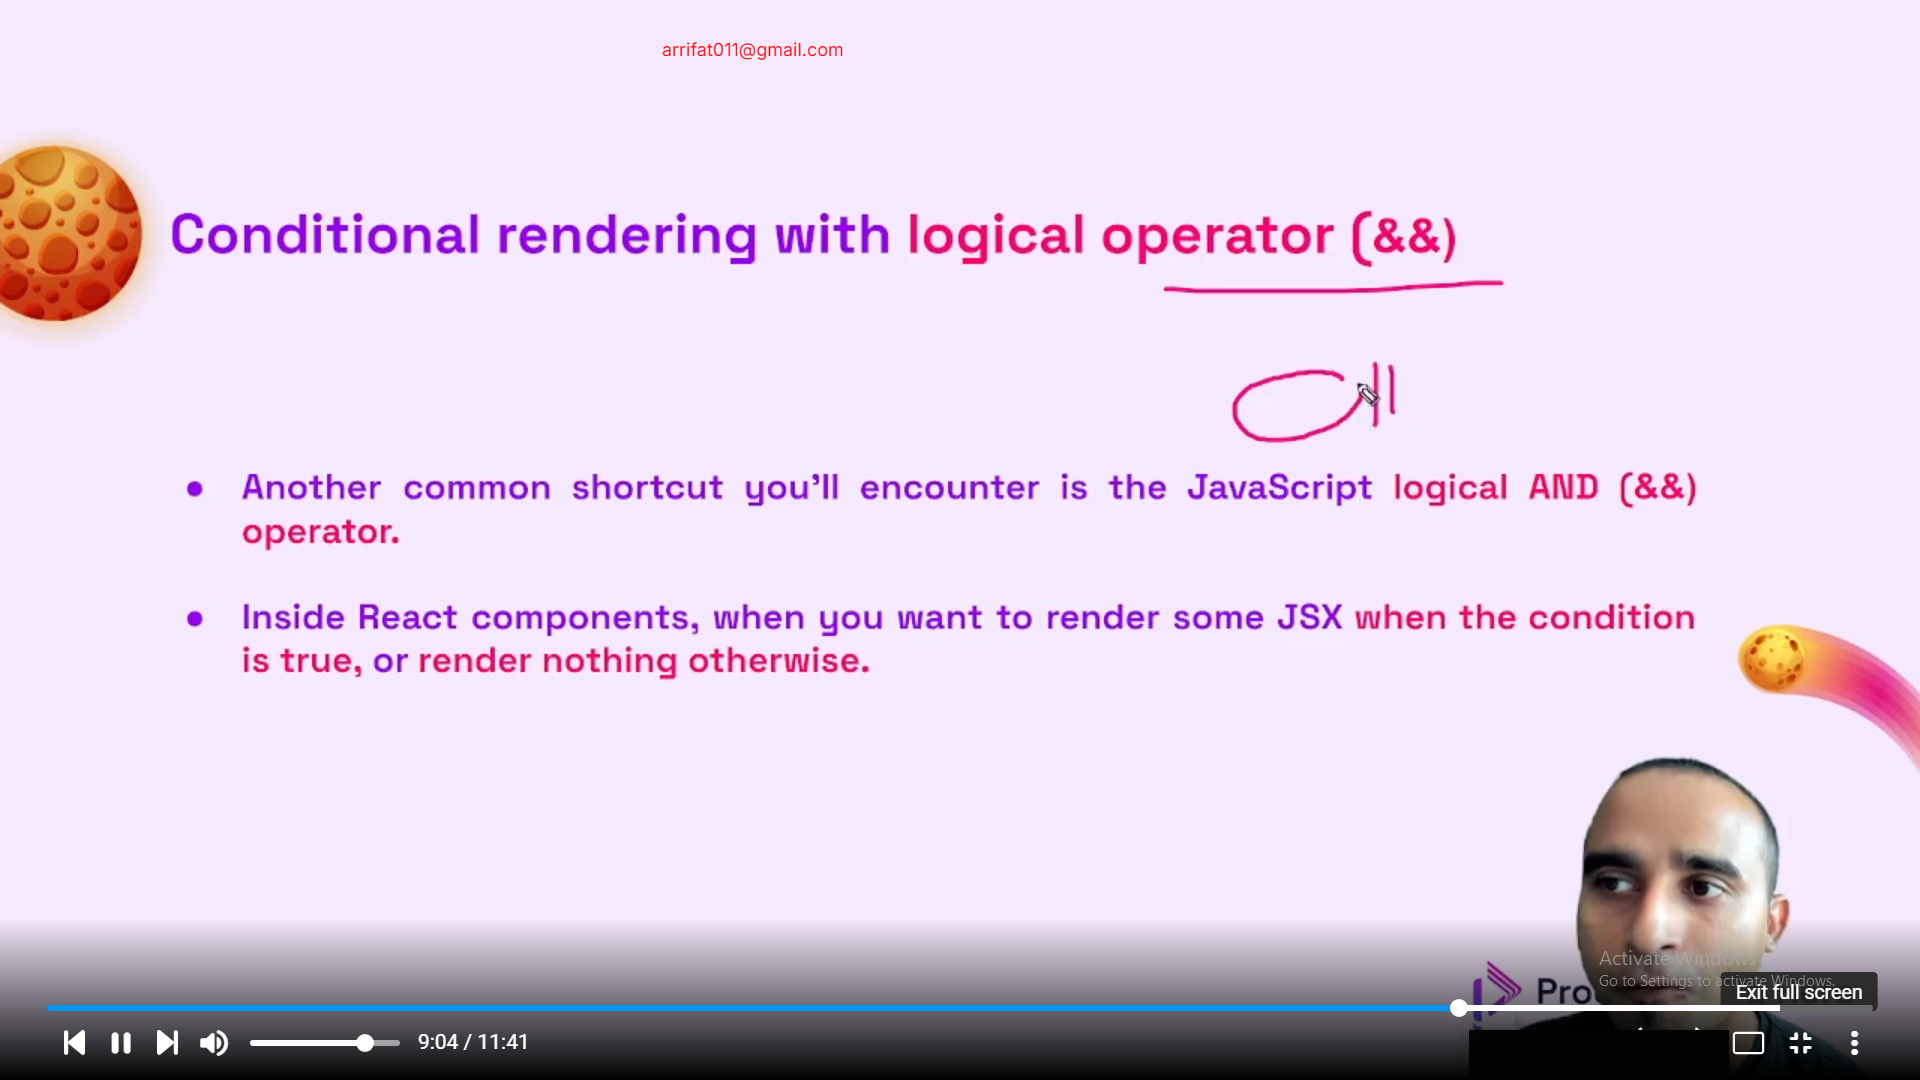 arrifat011@gmail.com
Conditional rendering with logical operator (&&)
● Another common shortcut you'll encounter is the JavaScript logical AND (&&)
operator.
● Inside React components, when you want to render some JSX when the condition
is true, or render nothing otherwise.
Activate Windows
Go to Settings to activate Windows.
Pro
Exit full screen
9:04 / 11:41